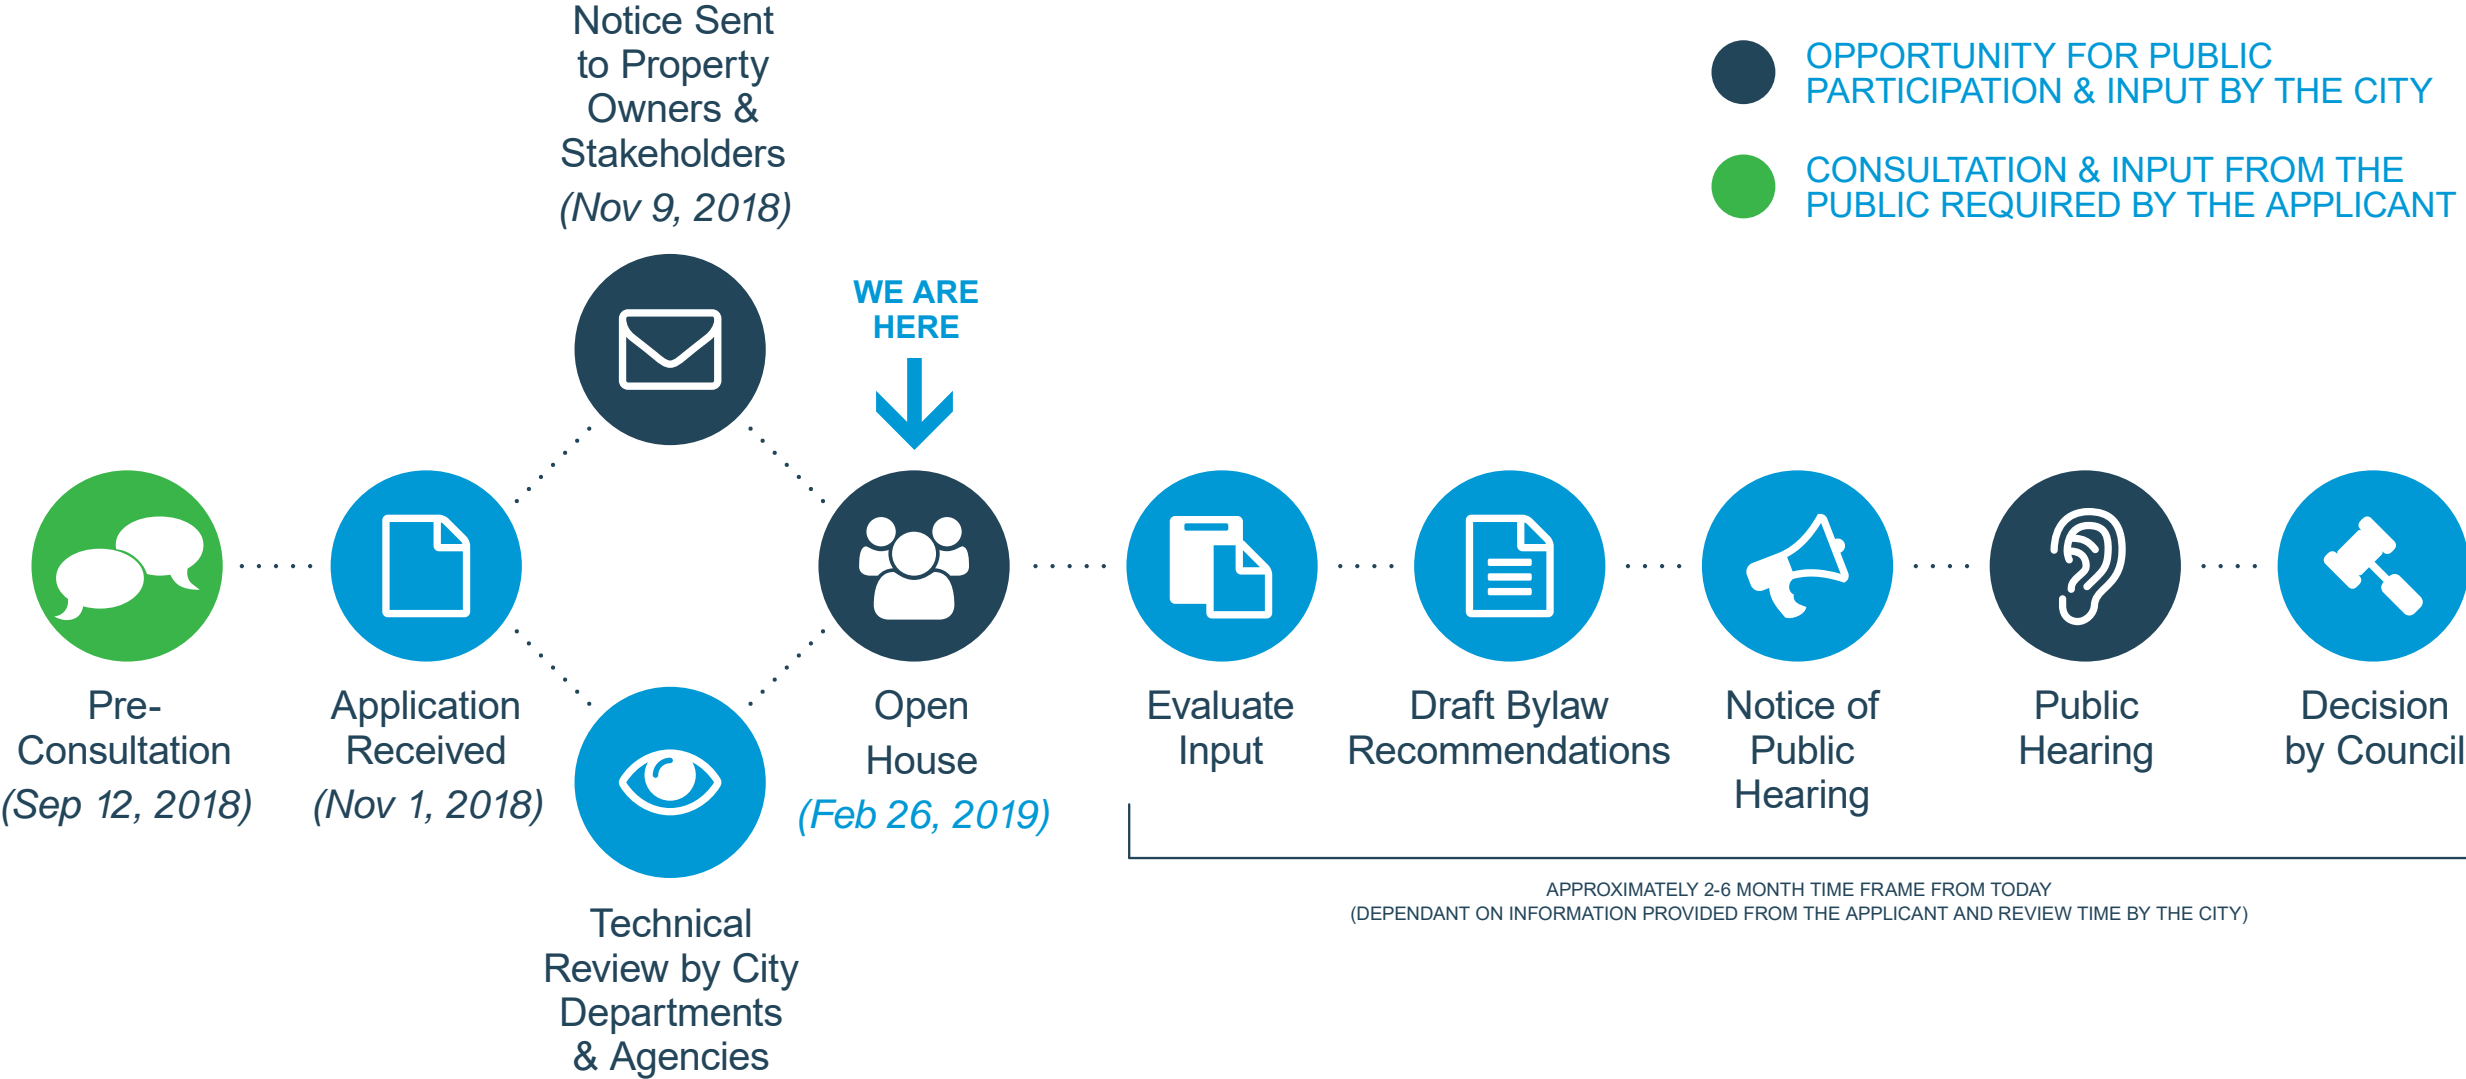 Notice Sent
to Property
Owners &
Stakeholders
(Nov 9, 2018)
OPPORTUNITY FOR PUBLIC
PARTICIPATION & INPUT BY THE CITY
CONSULTATION & INPUT FROM THE
PUBLIC REQUIRED BY THE APPLICANT
WE ARE
HERE
Pre-
Consultation
(Sep 12, 2018)
Application
Received
(Nov 1, 2018)
Technical
Review by City
Departments
& Agencies
Open
House
(Feb 26, 2019)
Evaluate
Input
Draft Bylaw
Recommendations
Notice of
Public
Hearing
Public
Hearing
Decision
by Council
APPROXIMATELY 2-6 MONTH TIME FRAME FROM TODAY
(DEPENDANT ON INFORMATION PROVIDED FROM THE APPLICANT AND REVIEW TIME BY THE CITY)